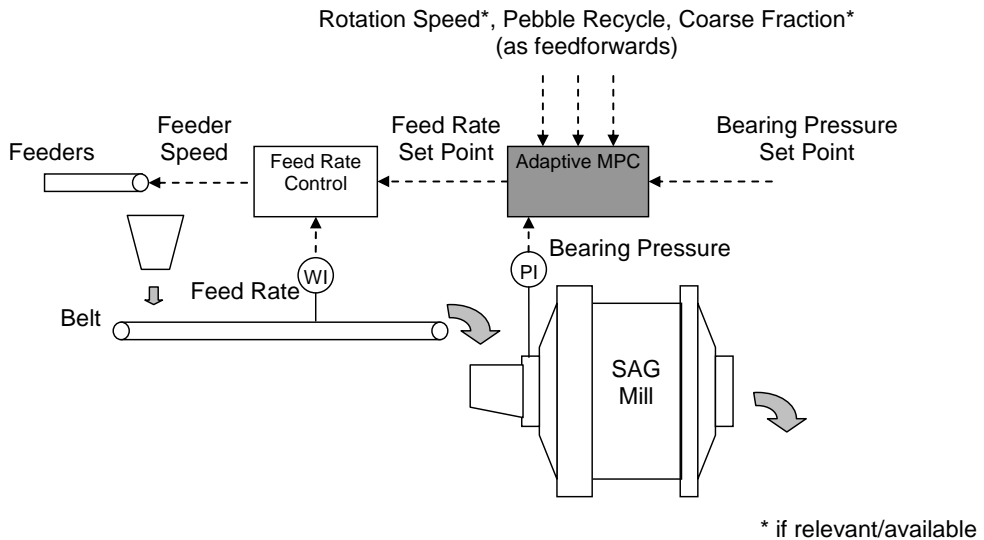 Rotation Speed*, Pebble Recycle, Coarse Fraction*
(as feedforwards)
Feeders
Feeder
Speed
Feed Rate
Control
Feed Rate
Set Point
Adaptive MPC
Bearing Pressure
Set Point
WI
PI
Bearing Pressure
Feed Rate
Belt
SAG
Mill
* if relevant/available